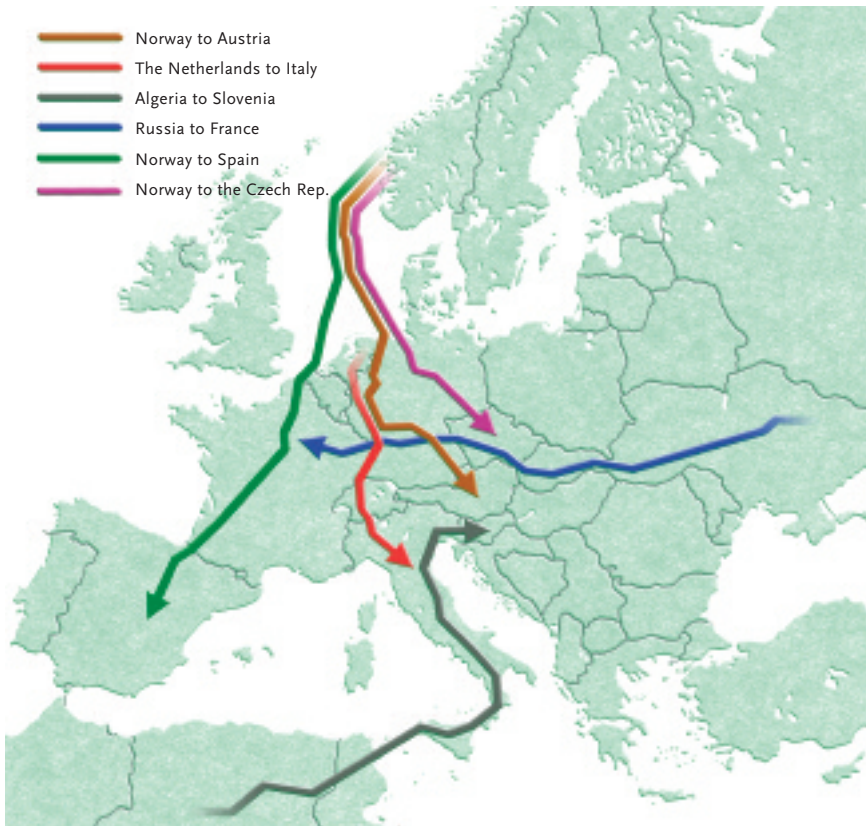 Norway to Austria
The Netherlands to Italy
Algeria to Slovenia
Russia to France
Norway to Spain
Norway to the Czech Rep.